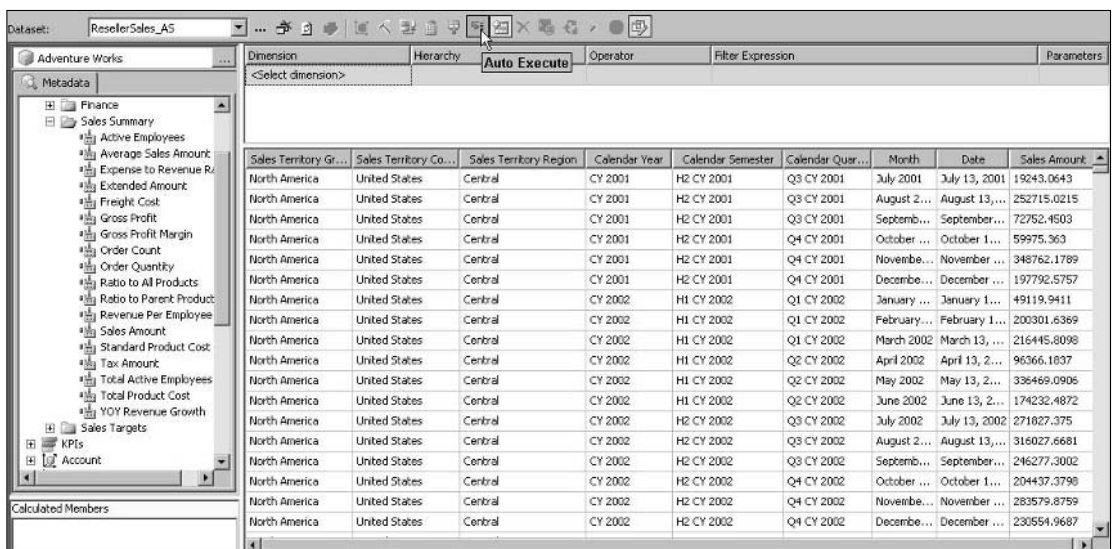 Dataset: ResellerSales_AS ...
Adventure Works ...
Metadata
Finance
Sales Summary
Active Employees
Average Sales Amount
Expense to Revenue Ra
Extended Amount
Freight Cost
Gross Profit
Gross Profit Margin
Order Count
Order Quantity
Ratio to All Products
Ratio to Parent Product
Revenue Per Employee
Sales Amount
Standard Product Cost
Tax Amount
Total Active Employees
Total Product Cost
YOY Revenue Growth
Sales Targets
KPIs
Account
Calculated Members
Dimension Hierarchy Operator Filter Expression Parameters
<Select dimension>
Auto Execute
Sales Territory Gr... Sales Territory Co... Sales Territory Region Calendar Year Calendar Semester Calendar Quar... Month Date Sales Amount
North America United States Central CY 2001 H2 CY 2001 Q3 CY 2001 July 2001 July 13, 2001 19243.0643
North America United States Central CY 2001 H2 CY 2001 Q3 CY 2001 August 2... August 13,... 252715.0215
North America United States Central CY 2001 H2 CY 2001 Q3 CY 2001 Septemb... September... 72752.4503
North America United States Central CY 2001 H2 CY 2001 Q4 CY 2001 October ... October 1... 59975.363
North America United States Central CY 2001 H2 CY 2001 Q4 CY 2001 Novembe... November ... 348762.1789
North America United States Central CY 2001 H2 CY 2001 Q4 CY 2001 Decembe... December ... 197792.5757
North America United States Central CY 2002 H1 CY 2002 Q1 CY 2002 January ... January 1... 49119.9411
North America United States Central CY 2002 H1 CY 2002 Q1 CY 2002 February... February 1... 200301.6369
North America United States Central CY 2002 H1 CY 2002 Q1 CY 2002 March 2002 March 13, ... 216445.8098
North America United States Central CY 2002 H1 CY 2002 Q2 CY 2002 April 2002 April 13, 2... 96366.1837
North America United States Central CY 2002 H1 CY 2002 Q2 CY 2002 May 2002 May 13, 2... 336469.0906
North America United States Central CY 2002 H1 CY 2002 Q2 CY 2002 June 2002 June 13, 2... 174232.4872
North America United States Central CY 2002 H2 CY 2002 Q3 CY 2002 July 2002 July 13, 2002 271827.375
North America United States Central CY 2002 H2 CY 2002 Q3 CY 2002 August 2... August 13,... 316027.6681
North America United States Central CY 2002 H2 CY 2002 Q3 CY 2002 Septemb... September... 246277.3002
North America United States Central CY 2002 H2 CY 2002 Q4 CY 2002 October ... October 1... 204437.3798
North America United States Central CY 2002 H2 CY 2002 Q4 CY 2002 Novembe... November ... 283579.8759
North America United States Central CY 2002 H2 CY 2002 Q4 CY 2002 Decembe... December ... 230554.9687